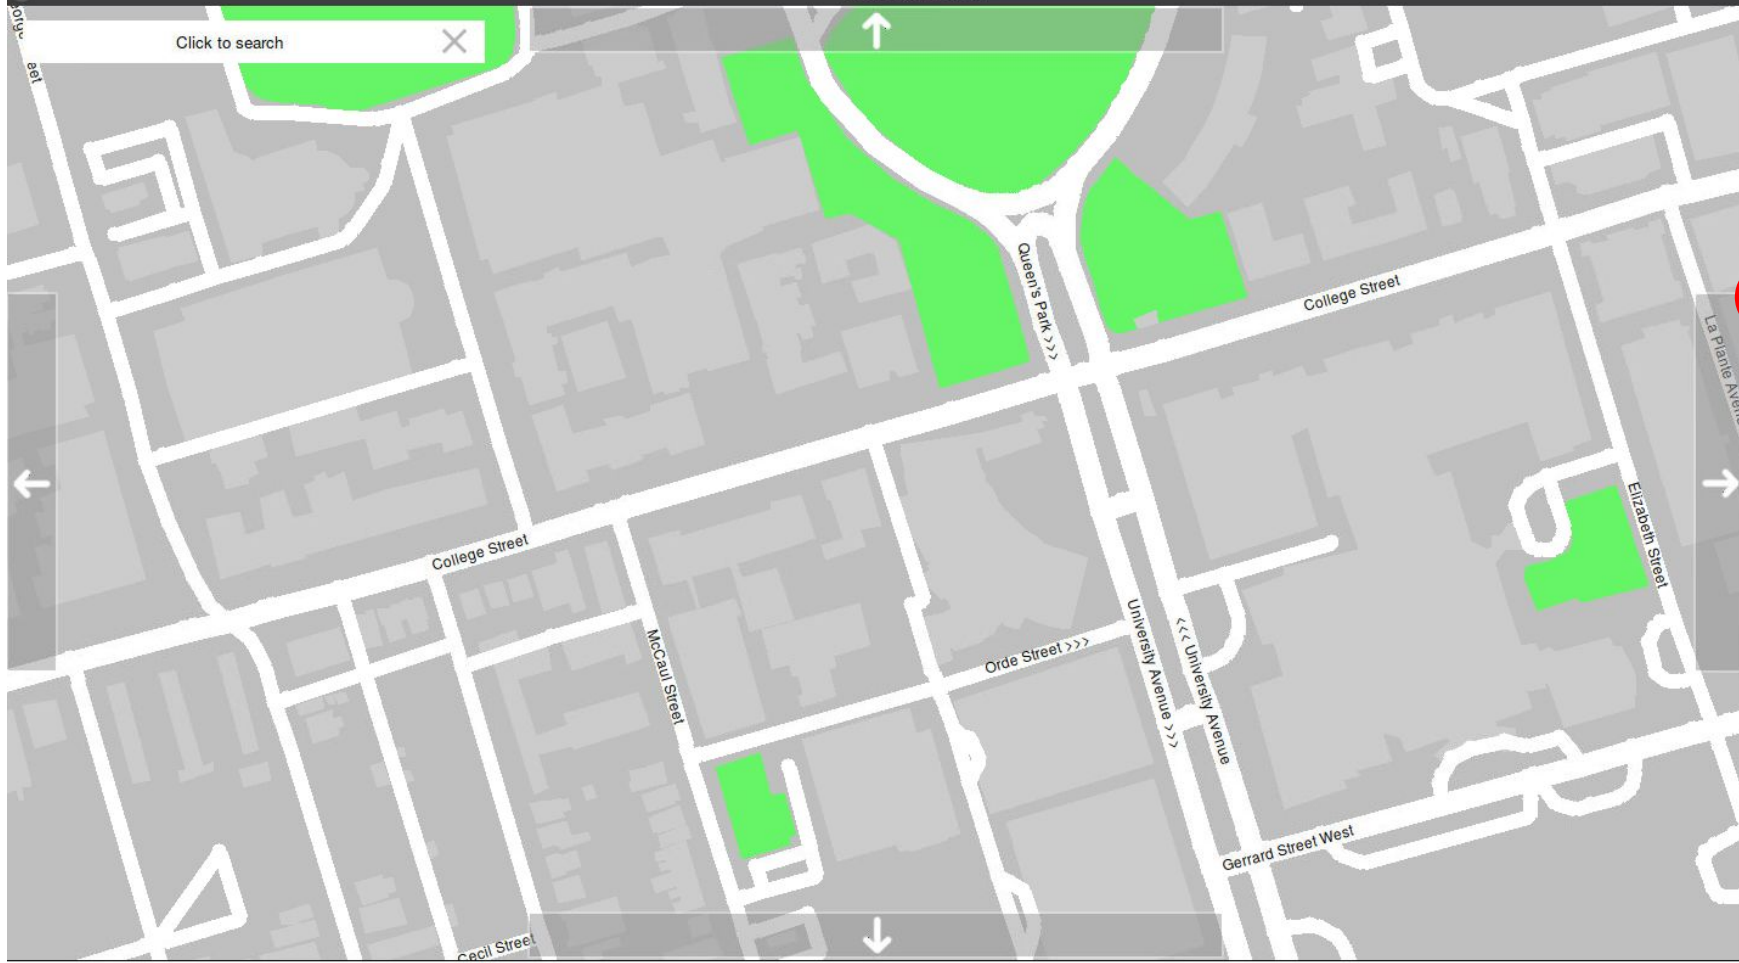 Click to search
Queen's Park >>>
College Street
La Plante
College Street
Elizabeth Street
McCaul Street
Orde Street >>>
University Avenue >>>
<<< University Avenue
Gerrard Street West
Cecil Street